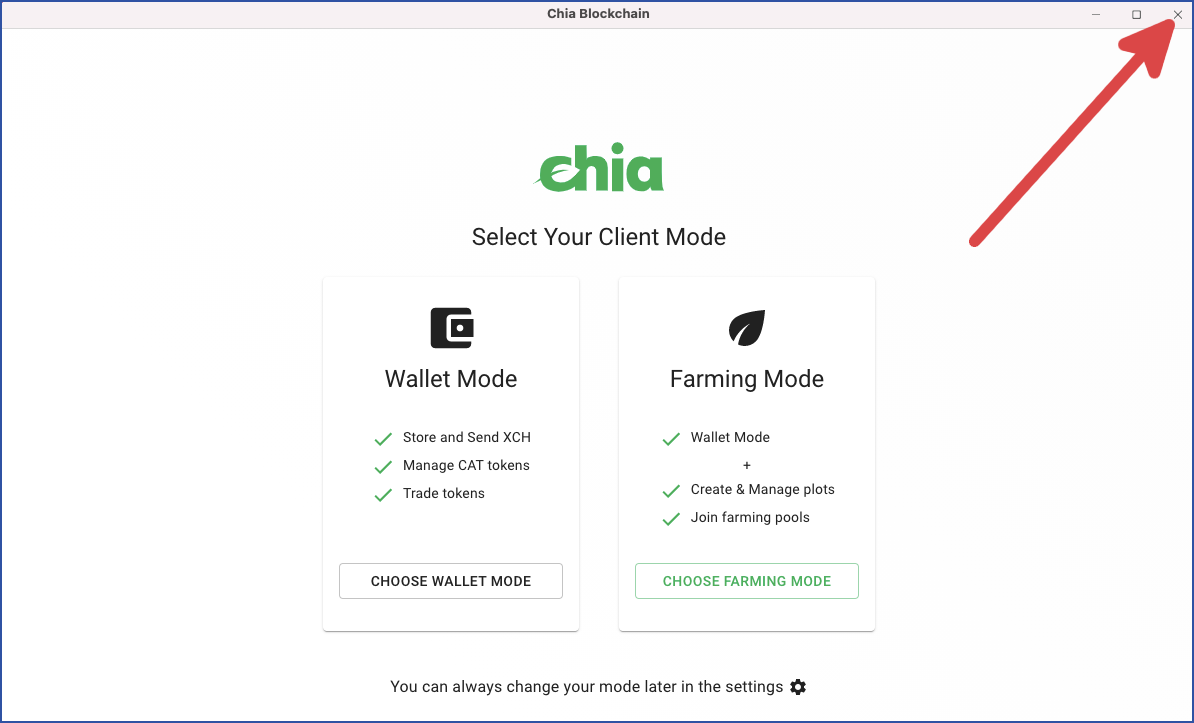 Chia Blockchain
chia
Select Your Client Mode
Wallet Mode
Store and Send XCH
Manage CAT tokens
Trade tokens
CHOOSE WALLET MODE
Farming Mode
Wallet Mode
+
Create & Manage plots
Join farming pools
CHOOSE FARMING MODE
You can always change your mode later in the settings